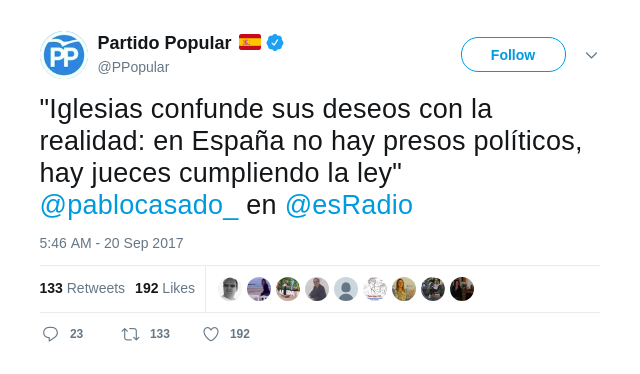 PP
Partido Popular
@PPopular
Follow
"Iglesias confunde sus deseos con la
realidad: en España no hay presos políticos,
hay jueces cumpliendo la ley"
@pablocasado_ en @esRadio
5:46 AM - 20 Sep 2017
133 Retweets 192 Likes
23 133 192